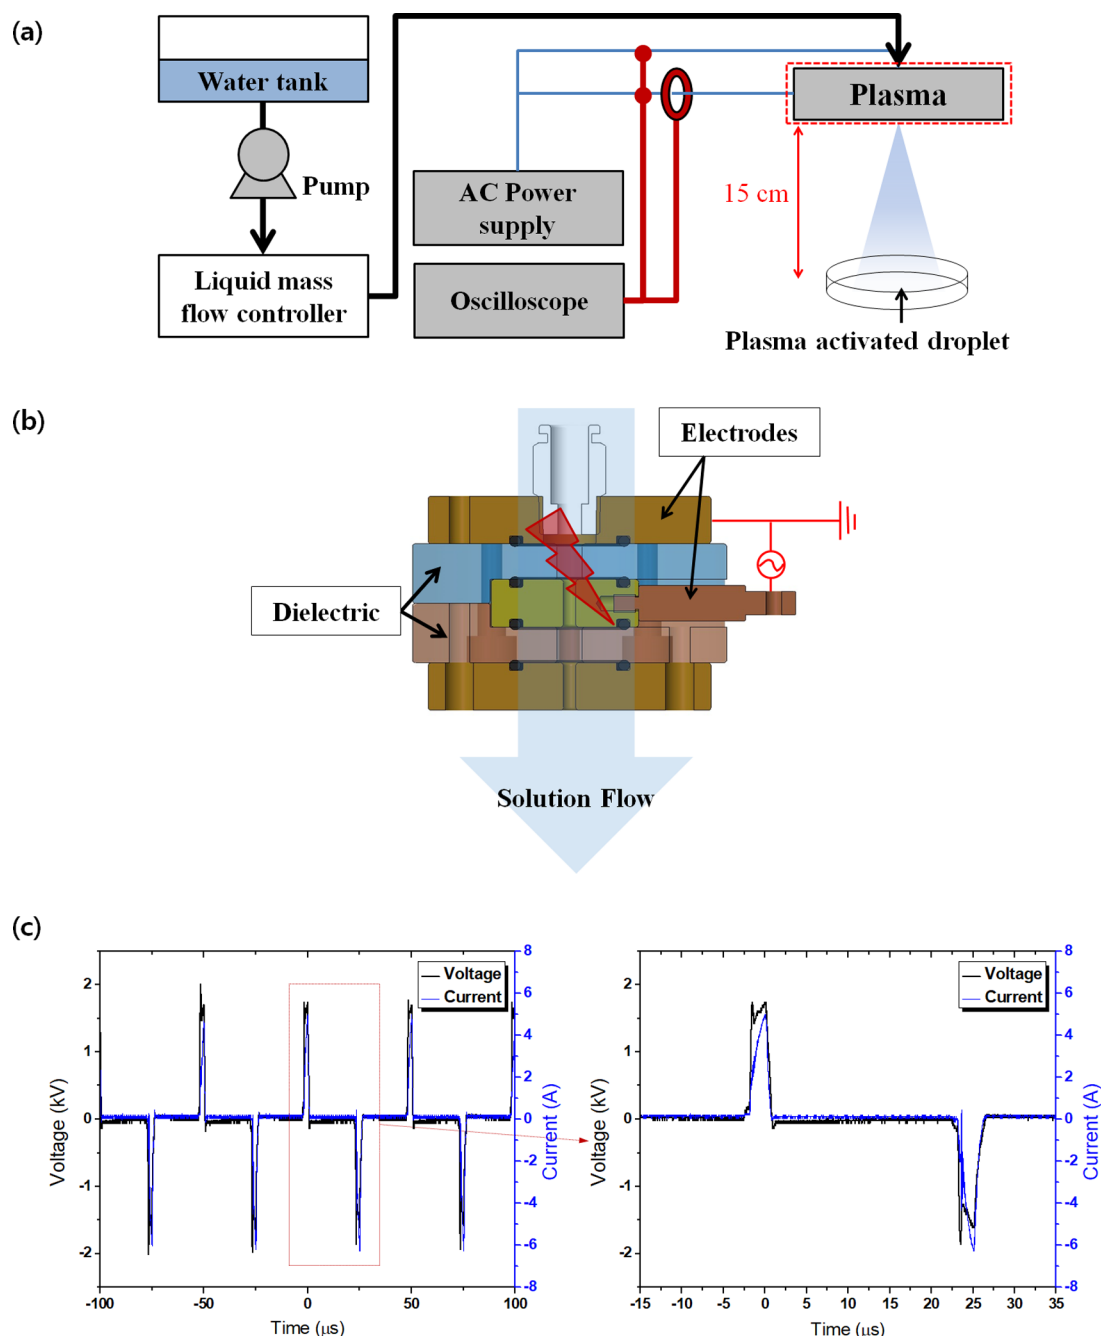 (a)
Water tank
Pump
Liquid mass
flow controller
AC Power
supply
Oscilloscope
Plasma
15 cm
Plasma activated droplet
(b)
Electrodes
Dielectric
Solution Flow
(c)
Voltage (kV)
2
1
0
-1
-2
Voltage
Current
8
6
4
2
0
-2
-4
-6
-8
Current (A)
-100
-50
0
50
100
Time (μs)
Voltage (kV)
2
1
0
-1
-2
Voltage
Current
8
6
4
2
0
-2
-4
-6
-8
Current (A)
-15
-10
-5
0
5
10
15
20
25
30
35
Time (μs)